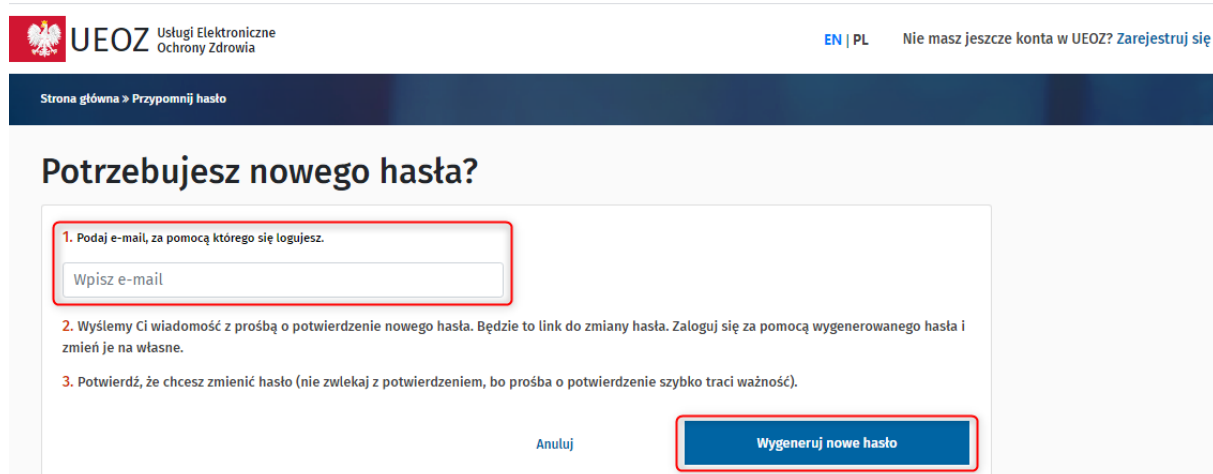 UEOZ Usługi Elektroniczne
Ochrony Zdrowia
EN | PL Nie masz jeszcze konta w UEOZ? Zarejestruj się
Strona główna » Przypomnij hasło
Potrzebujesz nowego hasła?
1. Podaj e-mail, za pomocą którego się logujesz.
Wpisz e-mail
2. Wyślemy Ci wiadomość z prośbą o potwierdzenie nowego hasła. Będzie to link do zmiany hasła. Zaloguj się za pomocą wygenerowanego hasła i
zmień je na własne.
3. Potwierdź, że chcesz zmienić hasło (nie zwlekaj z potwierdzeniem, bo prośba o potwierdzenie szybko traci ważność).
Anuluj Wygeneruj nowe hasło